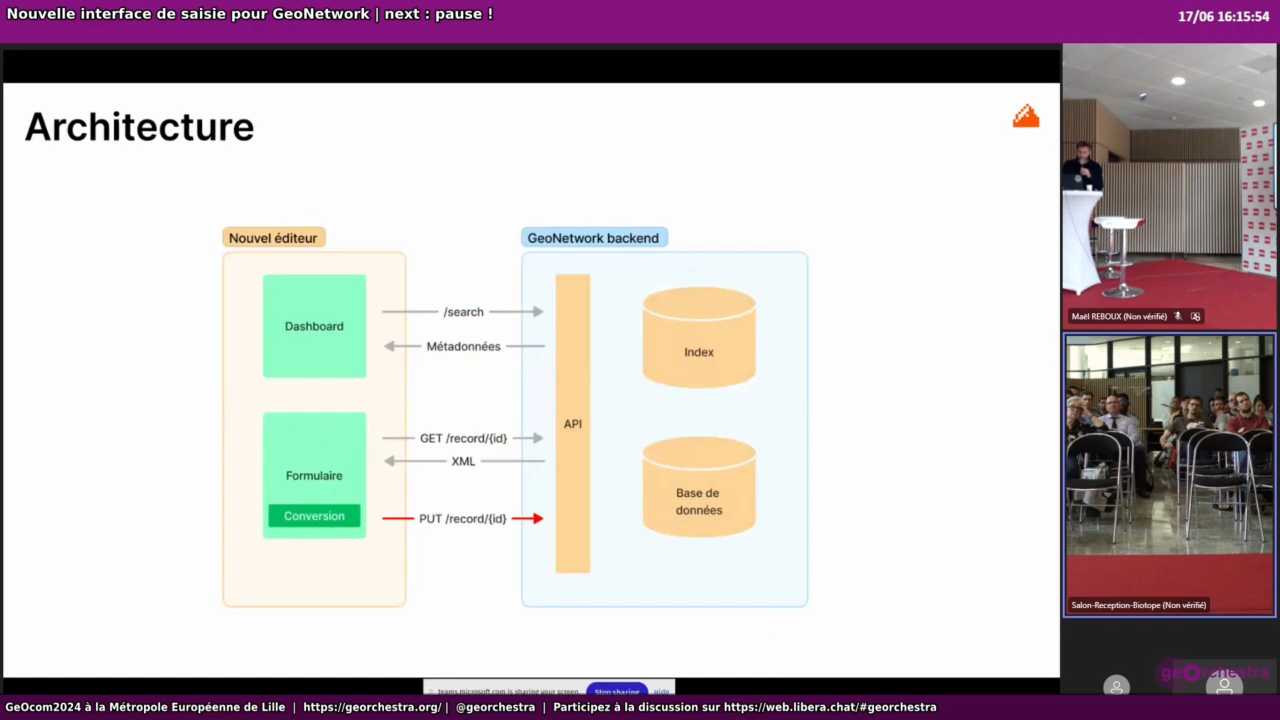 Nouvelle interface de saisie pour GeoNetwork | next : pause !
17/06 16:15:54
Architecture
Nouvel éditeur
GeoNetwork backend
Dashboard
/search
Métadonnées
Index
API
GET /record/{id}
XML
Formulaire
Conversion
PUT /record/{id}
Base de
données
Maël REBOUX (Non vérifié)
Salon-Reception-Biotope (Non vérifié)
geOrchestra
teams.microsoft.com is sharing your screen.
Stop sharing
Hide
GeOcom2024 à la Métropole Européenne de Lille | https://georchestra.org/ | @georchestra | Participez à la discussion sur https://web.libera.chat/#georchestra